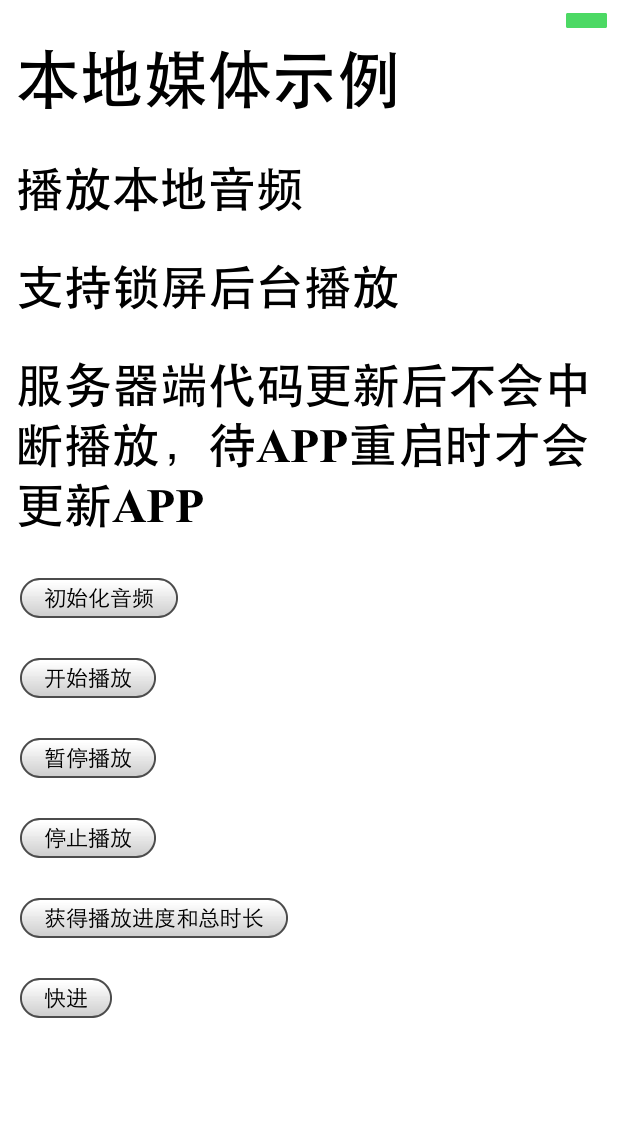 本地媒体示例
播放本地音频
支持锁屏后台播放
服务器端代码更新后不会中
断播放，待APP重启时才会
更新APP
初始化音频
开始播放
暂停播放
停止播放
获得播放进度和总时长
快进